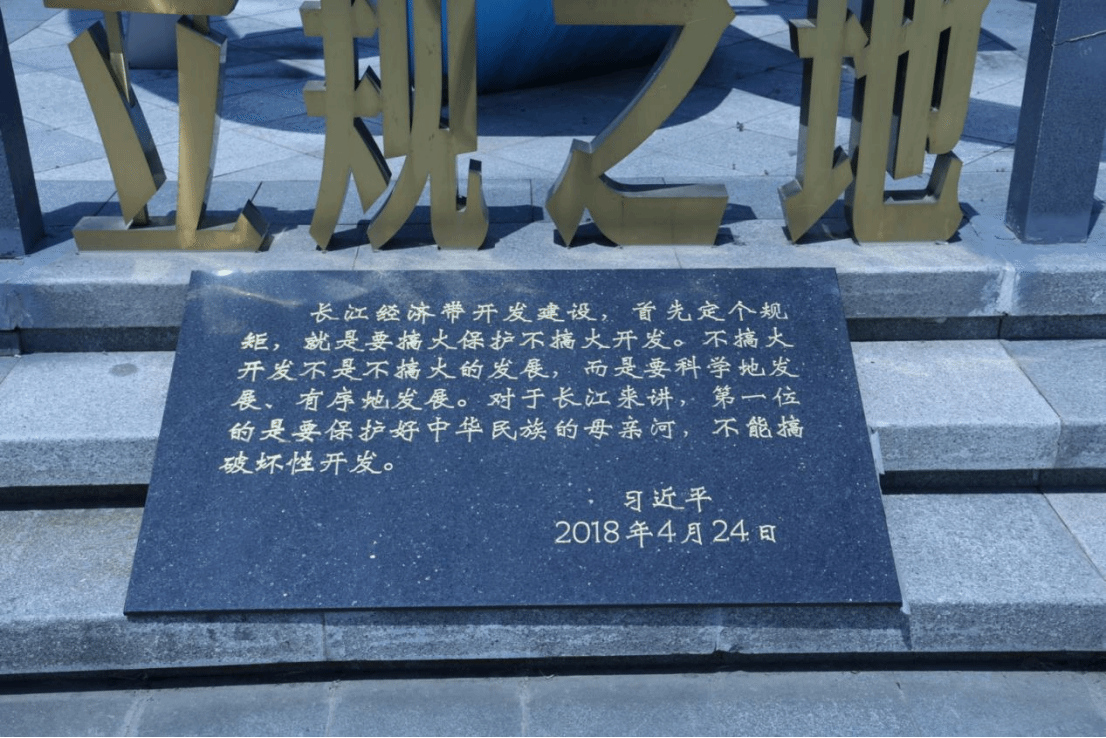 立规之地
长江经济带开发建设，首先定个规
矩，就是要搞大保护不搞大开发。不搞大
开发不是不搞大的发展，而是要科学地发
展、有序地发展。对于长江来讲，第一位
的是要保护好中华民族的母亲河，不能搞
破坏性开发。
习近平
2018年4月24日